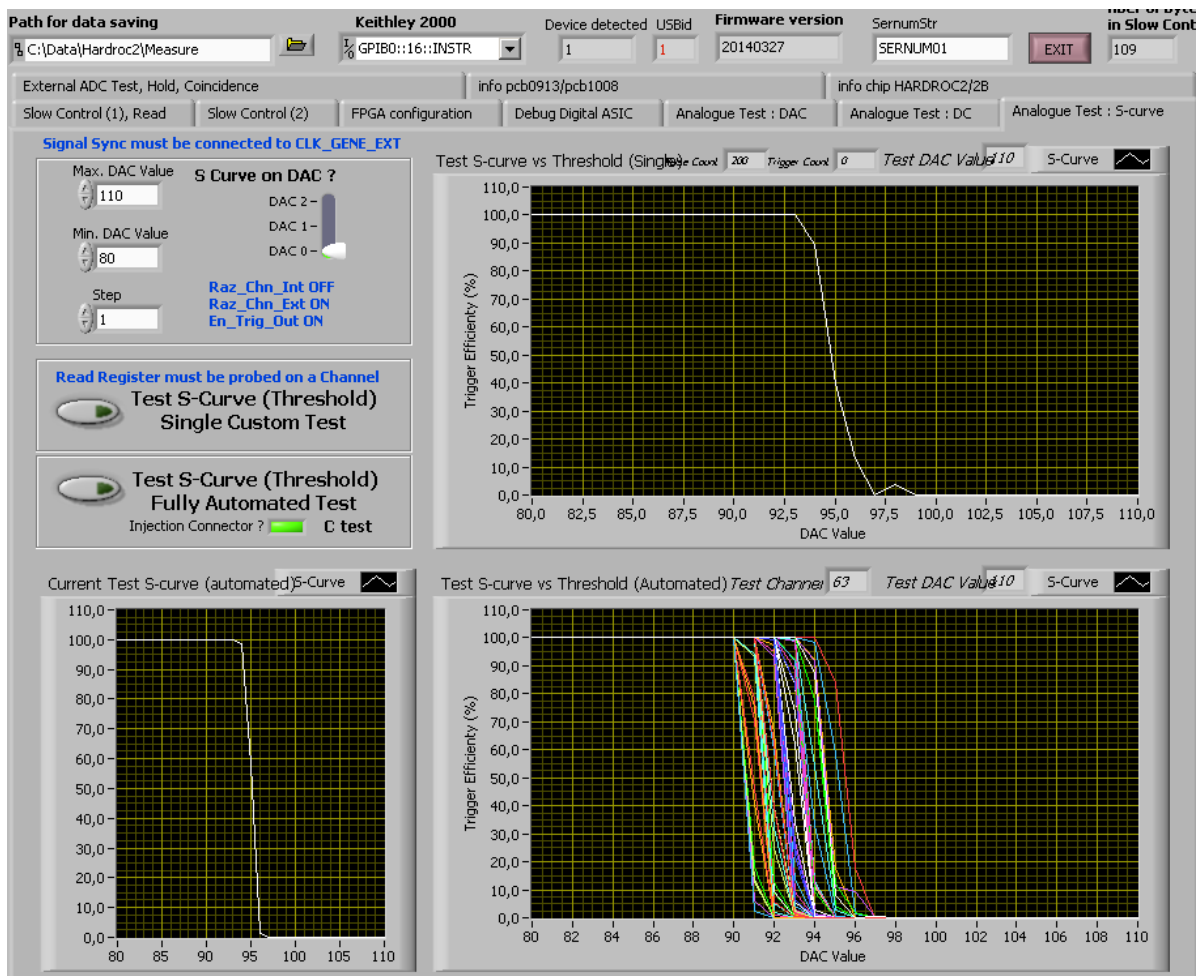 Path for data saving
C:\Data\Hardroc2\Measure
Keithley 2000
GPIB0::16::INSTR
Device detected
1
USBid
1
Firmware version
20140327
SernumStr
SERNUM01
EXIT
in Slow Cont
109
External ADC Test, Hold, Coincidence
info pcb0913/pcb1008
info chip HARDROC2/2B
Slow Control (1), Read
Slow Control (2)
FPGA configuration
Debug Digital ASIC
Analogue Test : DAC
Analogue Test : DC
Analogue Test : S-curve
Signal Sync must be connected to CLK_GENE_EXT
Max. DAC Value
110
Min. DAC Value
80
Step
1
S Curve on DAC ?
DAC 2
DAC 1
DAC 0
Raz_Chn_Int OFF
Raz_Chn_Ext ON
En_Trig_Out ON
Read Register must be probed on a Channel
Test S-Curve (Threshold)
Single Custom Test
Test S-Curve (Threshold)
Fully Automated Test
Injection Connector ?
C test
Test S-curve vs Threshold (Single)
Count
200
Trigger Count
0
Test DAC Value
110
S-Curve
110,0
100,0
90,0
80,0
70,0
60,0
50,0
40,0
30,0
20,0
10,0
0,0
Trigger Efficienty (%)
80,0 82,5 85,0 87,5 90,0 92,5 95,0 97,5 100,0 102,5 105,0 107,5 110,0
DAC Value
Current Test S-curve (automated)
S-Curve
110,0
100,0
90,0
80,0
70,0
60,0
50,0
40,0
30,0
20,0
10,0
0,0
80 85 90 95 100 105 110
Test S-curve vs Threshold (Automated)
Test Channel
63
Test DAC Value
110
S-Curve
110,0
100,0
90,0
80,0
70,0
60,0
50,0
40,0
30,0
20,0
10,0
0,0
Trigger Efficienty (%)
80 82 84 86 88 90 92 94 96 98 100 102 104 106 108 110
DAC Value